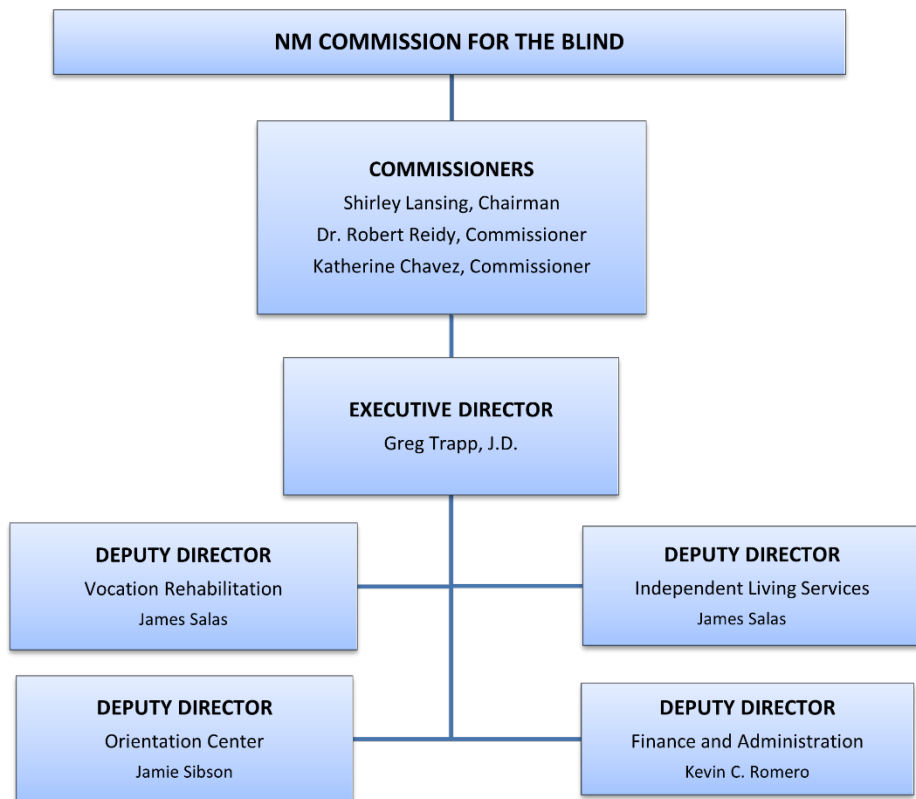 NM COMMISSION FOR THE BLIND
COMMISSIONERS
Shirley Lansing, Chairman
Dr. Robert Reidy, Commissioner
Katherine Chavez, Commissioner
EXECUTIVE DIRECTOR
Greg Trapp, J.D.
DEPUTY DIRECTOR
Vocation Rehabilitation
James Salas
DEPUTY DIRECTOR
Independent Living Services
James Salas
DEPUTY DIRECTOR
Orientation Center
Jamie Sibson
DEPUTY DIRECTOR
Finance and Administration
Kevin C. Romero